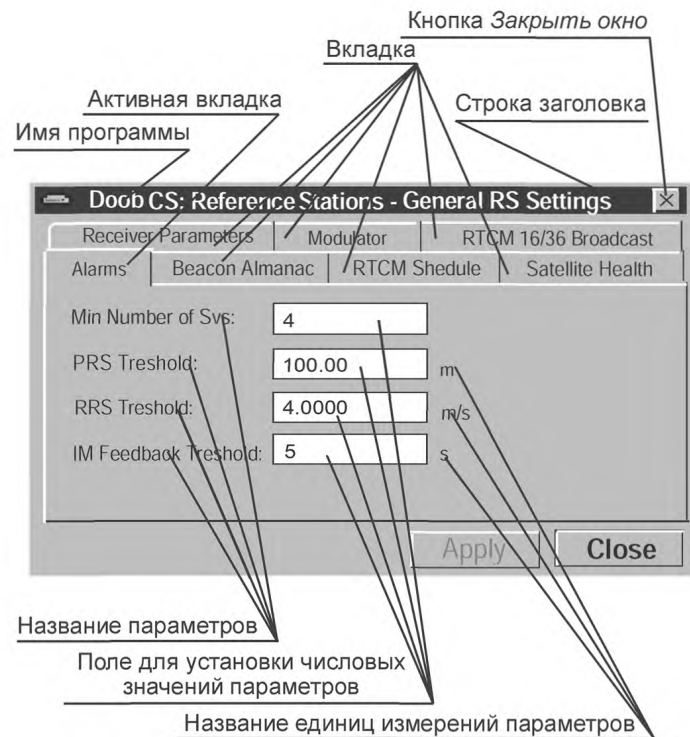 Кнопка Закрыть окно
Вкладка
Активная вкладка
Строка заголовка
Имя программы
Doob CS: Reference Stations - General RS Settings
Receiver Parameters
Modulator
RTCM 16/36 Broadcast
Alarms
Beacon Almanac
RTCM Shedule
Satellite Health
Min Number of Svs:
4
PRS Treshold:
100.00
m
RRS Treshold:
4.0000
m/s
IM Feedback Treshold:
5
s
Apply
Close
Название параметров
Поле для установки числовых
значений параметров
Название единиц измерений параметров